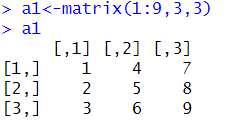 > a1<-matrix(1:9,3,3)
> a1
     [,1] [,2] [,3]
[1,]    1    4    7
[2,]    2    5    8
[3,]    3    6    9